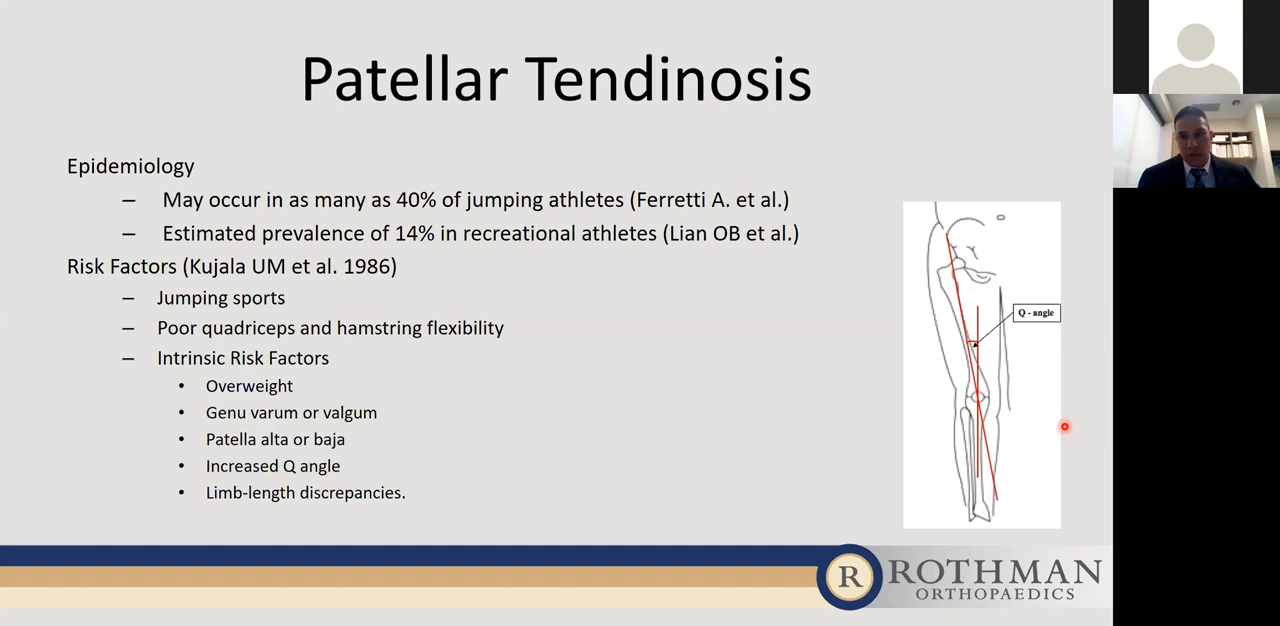 Patellar Tendinosis
Epidemiology
– May occur in as many as 40% of jumping athletes (Ferretti A. et al.)
– Estimated prevalence of 14% in recreational athletes (Lian OB et al.)
Risk Factors (Kujala UM et al. 1986)
– Jumping sports
– Poor quadriceps and hamstring flexibility
– Intrinsic Risk Factors
• Overweight
• Genu varum or valgum
• Patella alta or baja
• Increased Q angle
• Limb-length discrepancies.
Q - angle
R ROTHMAN
ORTHOPAEDICS